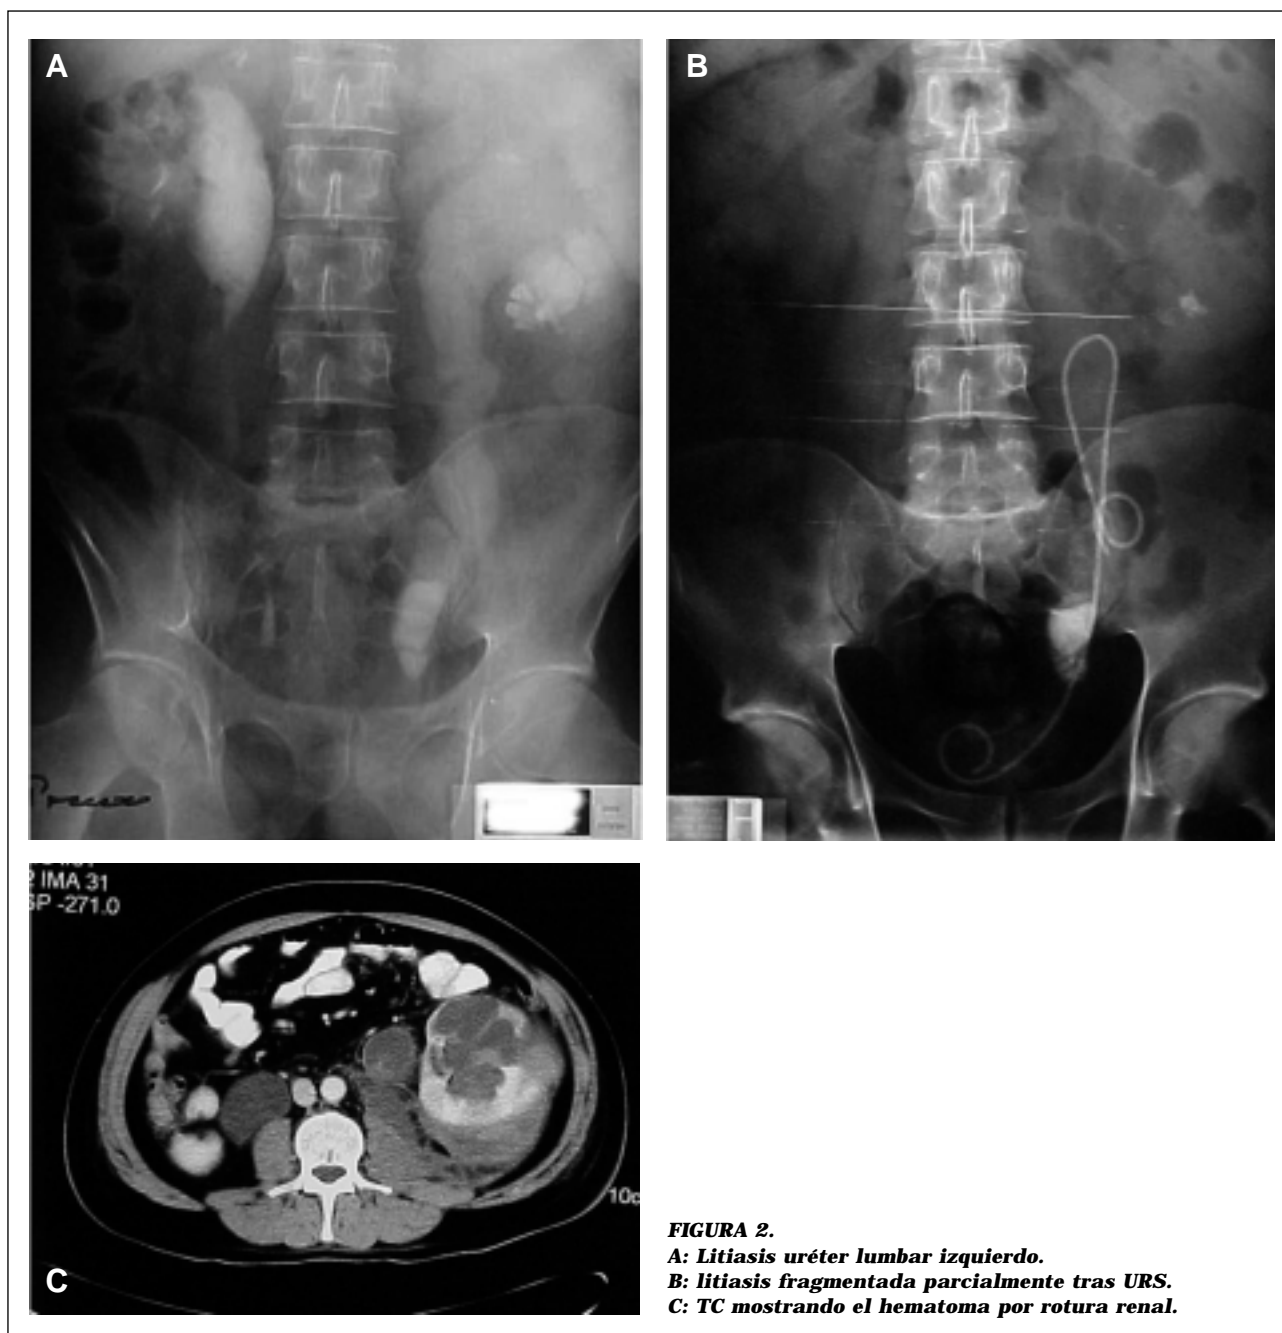 A
B
2 IMA 31
SP -271.0
C
FIGURA 2.
A: Litiasis uréter lumbar izquierdo.
B: litiasis fragmentada parcialmente tras URS.
C: TC mostrando el hematoma por rotura renal.